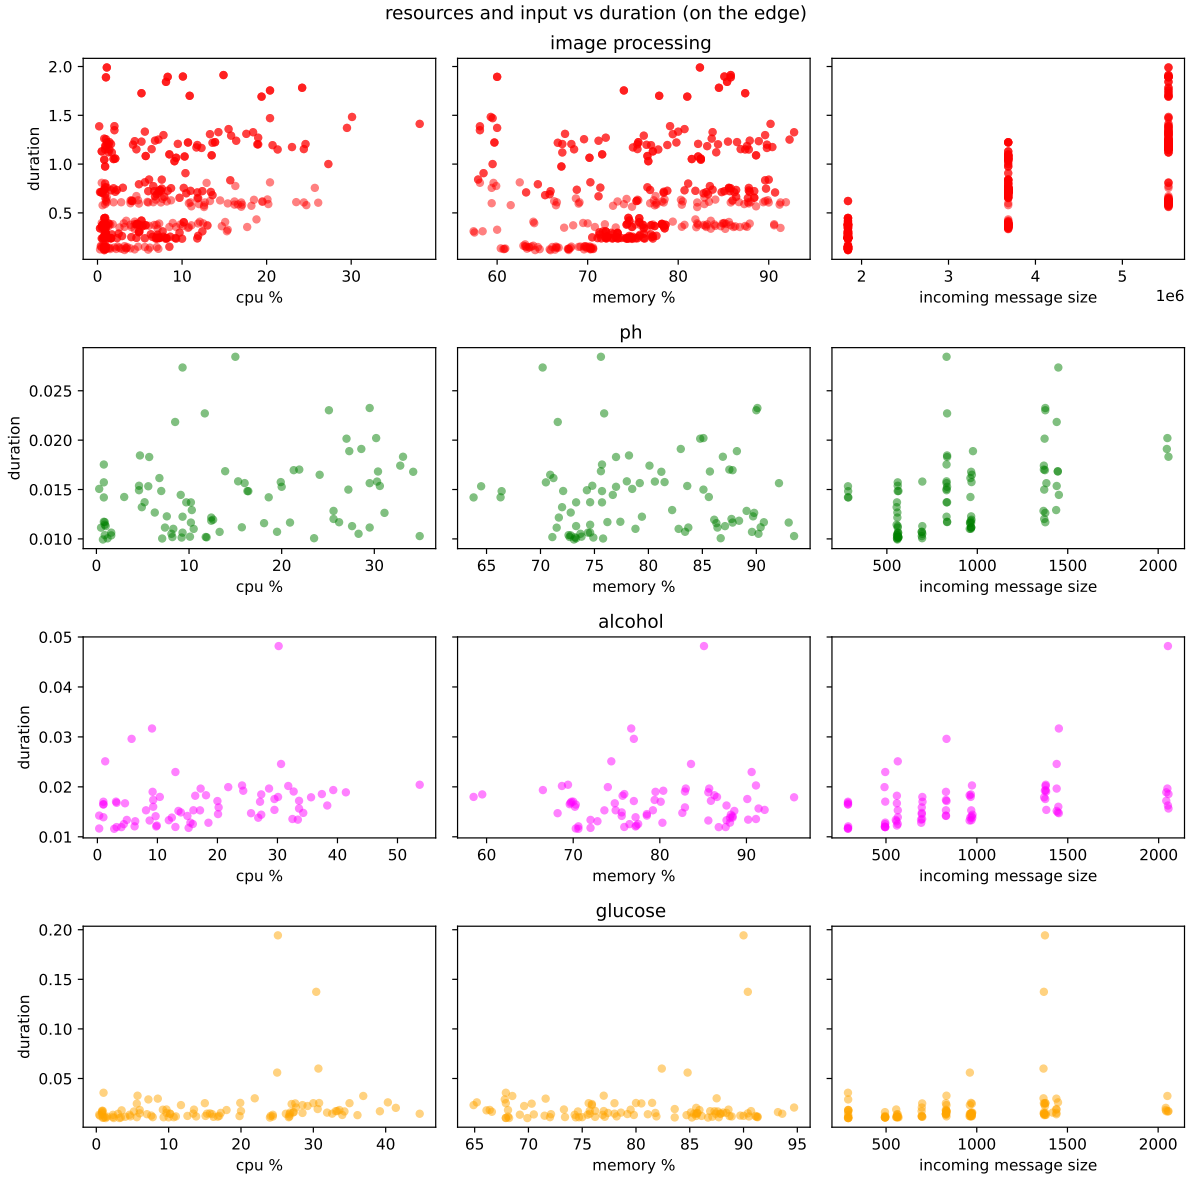 resources and input vs duration (on the edge)
image processing
duration
2.0
1.5
1.0
0.5
0 10 20 30
cpu %
60 70 80 90
memory %
2 3 4 5
1e6
incoming message size
ph
duration
0.025
0.020
0.015
0.010
0 10 20 30
cpu %
65 70 75 80 85 90
memory %
500 1000 1500 2000
incoming message size
alcohol
duration
0.05
0.04
0.03
0.02
0.01
0 10 20 30 40 50
cpu %
60 70 80 90
memory %
500 1000 1500 2000
incoming message size
glucose
duration
0.20
0.15
0.10
0.05
0 10 20 30 40
cpu %
65 70 75 80 85 90 95
memory %
500 1000 1500 2000
incoming message size